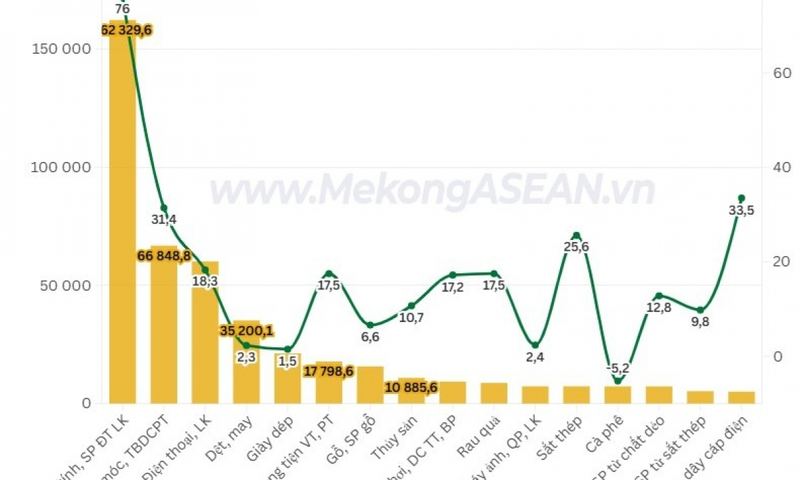 76
62 329,6
150 000
60
100 000
40
www.MekongASEAN.vn
31,4
33,5
66 848,8
25,6
20
18,3
50 000
17,5
17,2
17,5
10,7
12,8
9,8
35 200,1
6,6
2,3
1,5
2,4
0
17 798,6
-5,2
10 885,6
0
SP ĐT LK
TBDCPT
Điện thoại, LK
Dệt, may
Giày dép
tiện VT, PT
Gỗ, SP gỗ
Thủy sản
DC TT, BP
Rau quả
ảnh, QP, LK
Sắt thép
Cà phê
SP từ chất dẻo
SP từ sắt thép
dây cáp điện